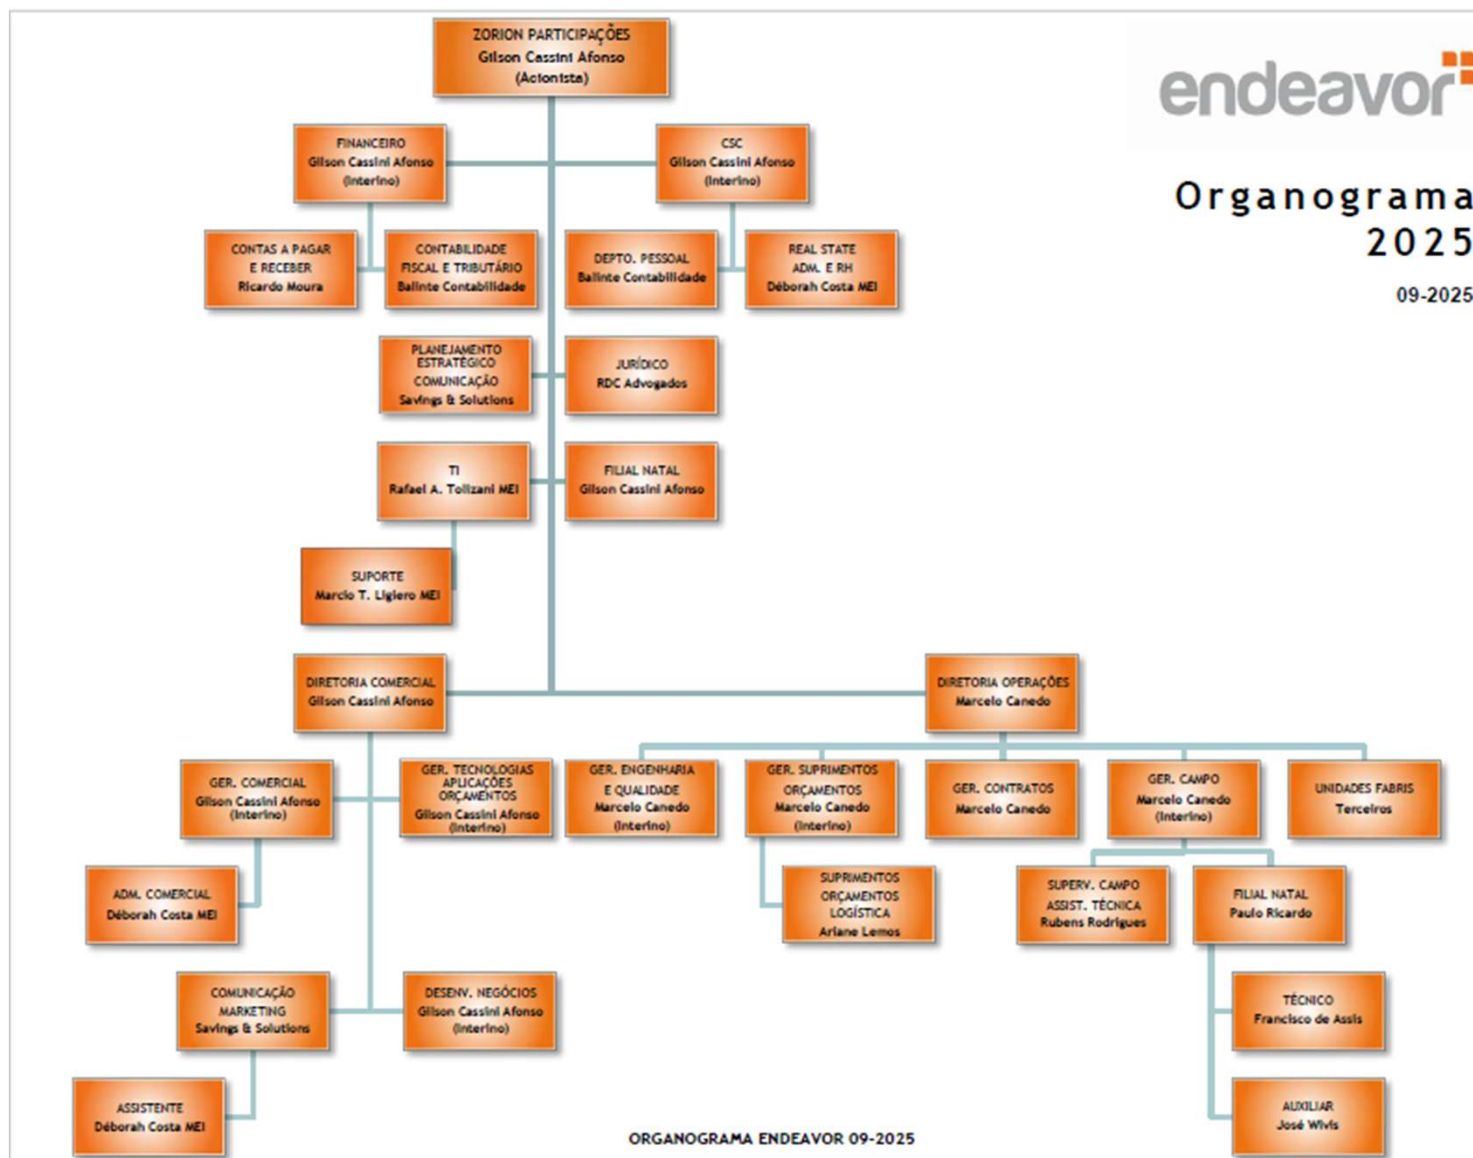 ZORION PARTICIPAÇÕES
Gilson Cassini Afonso
(Acionista)
endeavor
Organograma
2025
09-2025
FINANCEIRO
Gilson Cassini Afonso
(Interino)
CSC
Gilson Cassini Afonso
(Interino)
CONTAS A PAGAR
E RECEBER
Ricardo Moura
CONTABILIDADE
FISCAL E TRIBUTÁRIO
Balinte Contabilidade
DEPTO. PESSOAL
Balinte Contabilidade
REAL STATE
ADM. E RH
Déborah Costa MEI
PLANEJAMENTO
ESTRATÉGICO
COMUNICAÇÃO
Savings & Solutions
JURÍDICO
RDC Advogados
TI
Rafael A. Tolizani MEI
FILIAL NATAL
Gilson Cassini Afonso
SUPORTE
Marcio T. Ligiero MEI
DIRETORIA COMERCIAL
Gilson Cassini Afonso
DIRETORIA OPERAÇÕES
Marcelo Canedo
GER. COMERCIAL
Gilson Cassini Afonso
(Interino)
GER. TECNOLOGIAS
APLICAÇÕES
ORÇAMENTOS
Gilson Cassini Afonso
(Interino)
GER. ENGENHARIA
E QUALIDADE
Marcelo Canedo
(Interino)
GER. SUPRIMENTOS
ORÇAMENTOS
Marcelo Canedo
(Interino)
GER. CONTRATOS
Marcelo Canedo
GER. CAMPO
Marcelo Canedo
(Interino)
UNIDADES FABRIS
Terceiros
ADM. COMERCIAL
Déborah Costa MEI
SUPRIMENTOS
ORÇAMENTOS
LOGÍSTICA
Ariane Lemos
SUPERV. CAMPO
ASSIST. TÉCNICA
Rubens Rodrigues
FILIAL NATAL
Paulo Ricardo
COMUNICAÇÃO
MARKETING
Savings & Solutions
DESENV. NEGÓCIOS
Gilson Cassini Afonso
(Interino)
TÉCNICO
Francisco de Assis
ASSISTENTE
Déborah Costa MEI
AUXILIAR
José Wivis
ORGANOGRAMA ENDEAVOR 09-2025